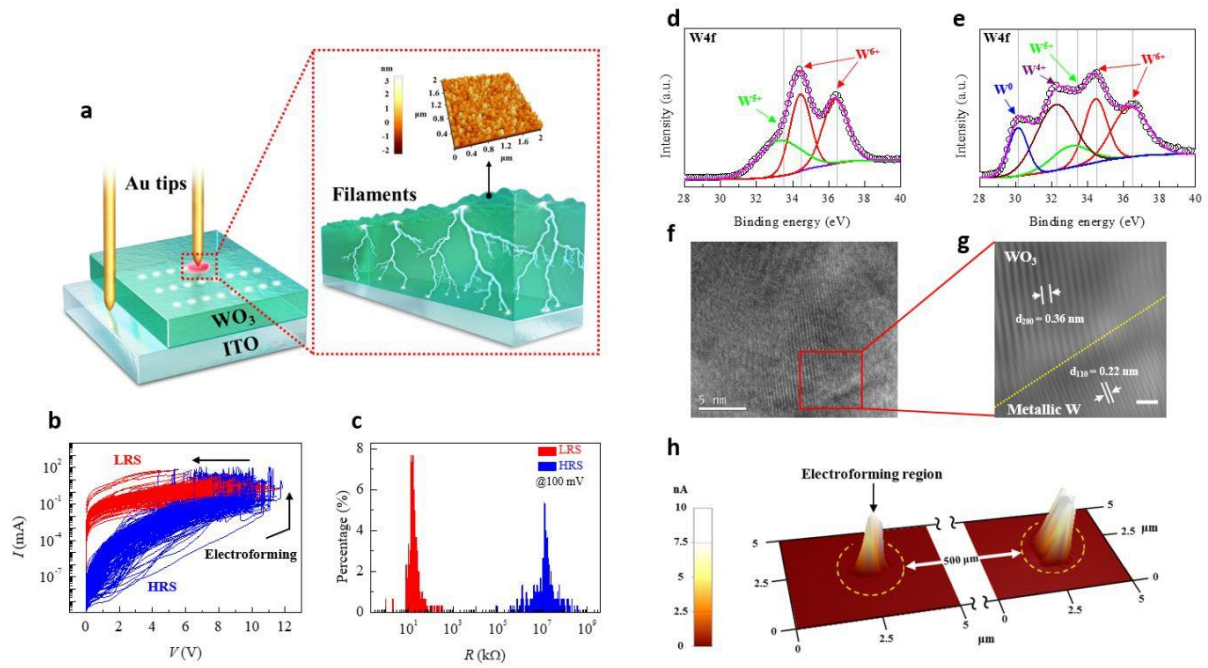 a
Au tips
WO₃
ITO
Filaments
nm
3
2
1
0
-1
-2
2
1.6
1.2
0.8
0.4
μm
0 0.4 0.8 1.2 1.6 2
μm
b
LRS
HRS
Electroforming
I (mA)
10² 10⁻¹ 10⁻⁴ 10⁻⁷
0 2 4 6 8 10 12 14
V (V)
c
LRS
HRS
@100 mV
Percentage (%)
8
6
4
2
0
10¹ 10³ 10⁵ 10⁷ 10⁹
R (kΩ)
d
W4f
W⁵⁺
W⁶⁺
Intensity (a.u.)
28 30 32 34 36 38 40
Binding energy (eV)
e
W4f
W⁰
W⁴⁺
W⁶⁺
Intensity (a.u.)
28 30 32 34 36 38 40
Binding energy (eV)
f
5 nm
g
WO₃
d₂₀₀ = 0.36 nm
d₁₁₀ = 0.22 nm
Metallic W
h
Electroforming region
nA
10
7.5
5
2.5
0
500 μm
5
2.5
0
0
2.5
5
μm
5
2.5
0
0
2.5
5
μm